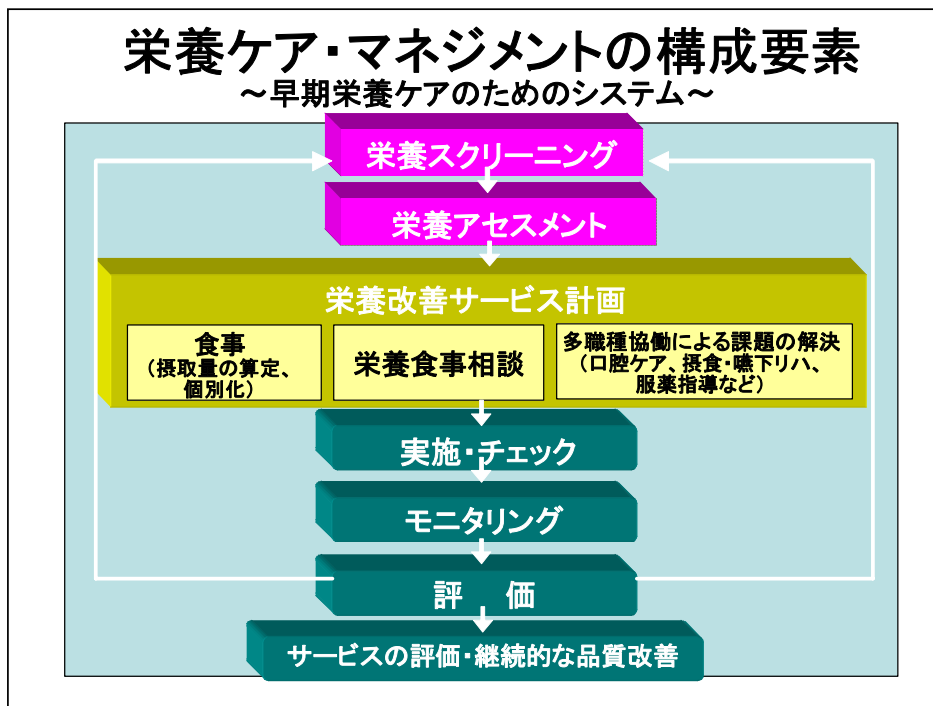 栄養ケア・マネジメントの構成要素
～早期栄養ケアのためのシステム～
栄養スクリーニング
栄養アセスメント
栄養改善サービス計画
食事
（摂取量の算定、
個別化）
栄養食事相談
多職種協働による課題の解決
（口腔ケア、摂食・嚥下リハ、
服薬指導など）
実施・チェック
モニタリング
評　価
サービスの評価・継続的な品質改善